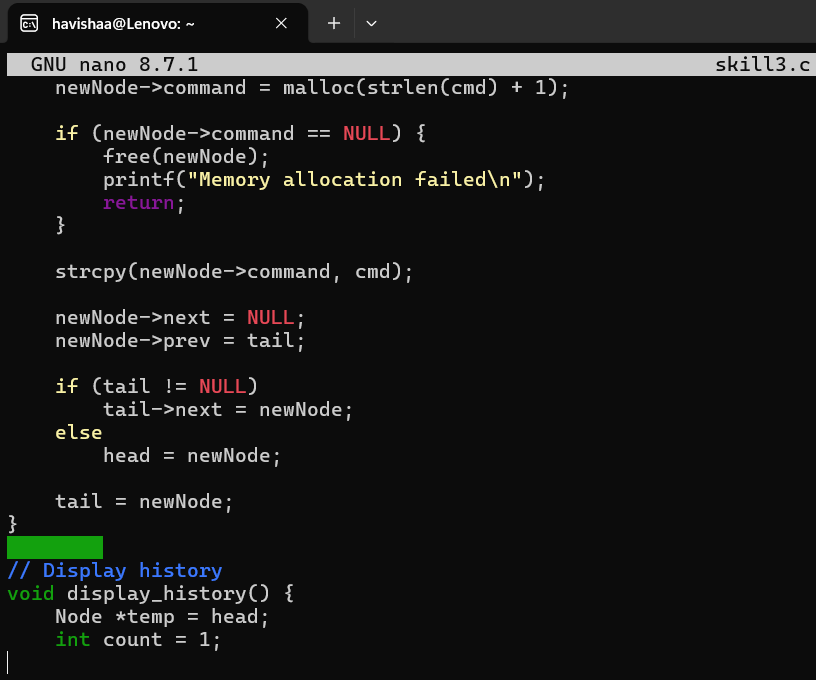 havishaa@Lenovo: ~
GNU nano 8.7.1 skill3.c
    newNode->command = malloc(strlen(cmd) + 1);

    if (newNode->command == NULL) {
        free(newNode);
        printf("Memory allocation failed\n");
        return;
    }

    strcpy(newNode->command, cmd);

    newNode->next = NULL;
    newNode->prev = tail;

    if (tail != NULL)
        tail->next = newNode;
    else
        head = newNode;

    tail = newNode;
}

// Display history
void display_history() {
    Node *temp = head;
    int count = 1;